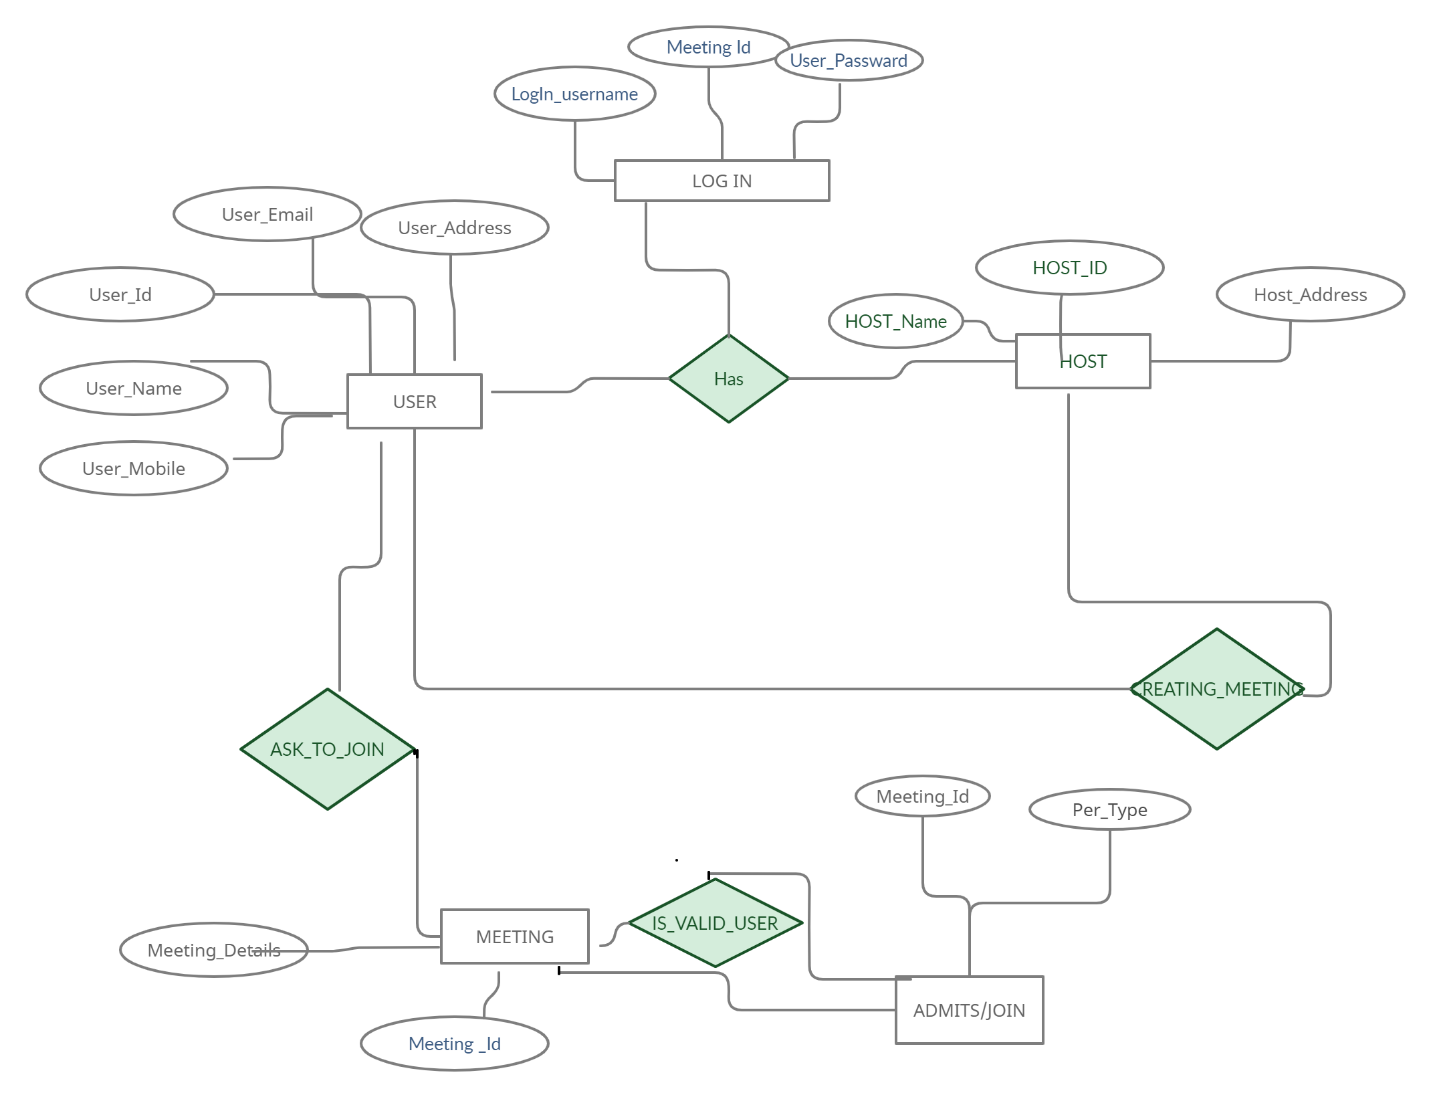 Meeting Id
User_Passward
LogIn_username
LOG IN
User_Email
User_Address
User_Id
HOST_ID
Host_Address
HOST_Name
HOST
User_Name
Has
USER
User_Mobile
CREATING_MEETING
ASK_TO_JOIN
Meeting_Id
Per_Type
IS_VALID_USER
MEETING
Meeting_Details
ADMITS/JOIN
Meeting _Id